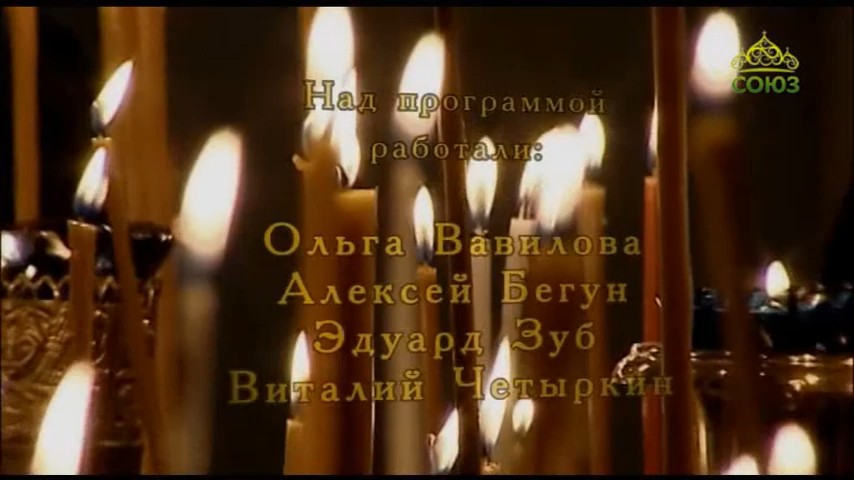 СОЮЗ
Над программой
работали:
Ольга Вавилова
Алексей Бегун
Эдуард Зуб
Виталий Четыркин